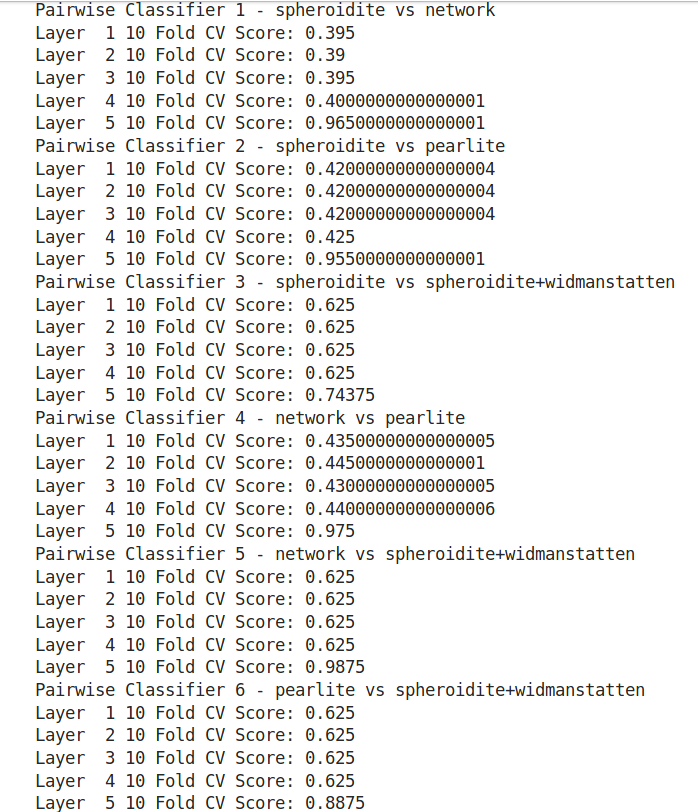 Pairwise Classifier 1 - spheroidite vs network
Layer  1 10 Fold CV Score: 0.395
Layer  2 10 Fold CV Score: 0.39
Layer  3 10 Fold CV Score: 0.395
Layer  4 10 Fold CV Score: 0.4000000000000001
Layer  5 10 Fold CV Score: 0.9650000000000001
Pairwise Classifier 2 - spheroidite vs pearlite
Layer  1 10 Fold CV Score: 0.42000000000000004
Layer  2 10 Fold CV Score: 0.42000000000000004
Layer  3 10 Fold CV Score: 0.42000000000000004
Layer  4 10 Fold CV Score: 0.425
Layer  5 10 Fold CV Score: 0.9550000000000001
Pairwise Classifier 3 - spheroidite vs spheroidite+widmanstatten
Layer  1 10 Fold CV Score: 0.625
Layer  2 10 Fold CV Score: 0.625
Layer  3 10 Fold CV Score: 0.625
Layer  4 10 Fold CV Score: 0.625
Layer  5 10 Fold CV Score: 0.74375
Pairwise Classifier 4 - network vs pearlite
Layer  1 10 Fold CV Score: 0.43500000000000005
Layer  2 10 Fold CV Score: 0.4450000000000001
Layer  3 10 Fold CV Score: 0.43000000000000005
Layer  4 10 Fold CV Score: 0.44000000000000006
Layer  5 10 Fold CV Score: 0.975
Pairwise Classifier 5 - network vs spheroidite+widmanstatten
Layer  1 10 Fold CV Score: 0.625
Layer  2 10 Fold CV Score: 0.625
Layer  3 10 Fold CV Score: 0.625
Layer  4 10 Fold CV Score: 0.625
Layer  5 10 Fold CV Score: 0.9875
Pairwise Classifier 6 - pearlite vs spheroidite+widmanstatten
Layer  1 10 Fold CV Score: 0.625
Layer  2 10 Fold CV Score: 0.625
Layer  3 10 Fold CV Score: 0.625
Layer  4 10 Fold CV Score: 0.625
Layer  5 10 Fold CV Score: 0.8875